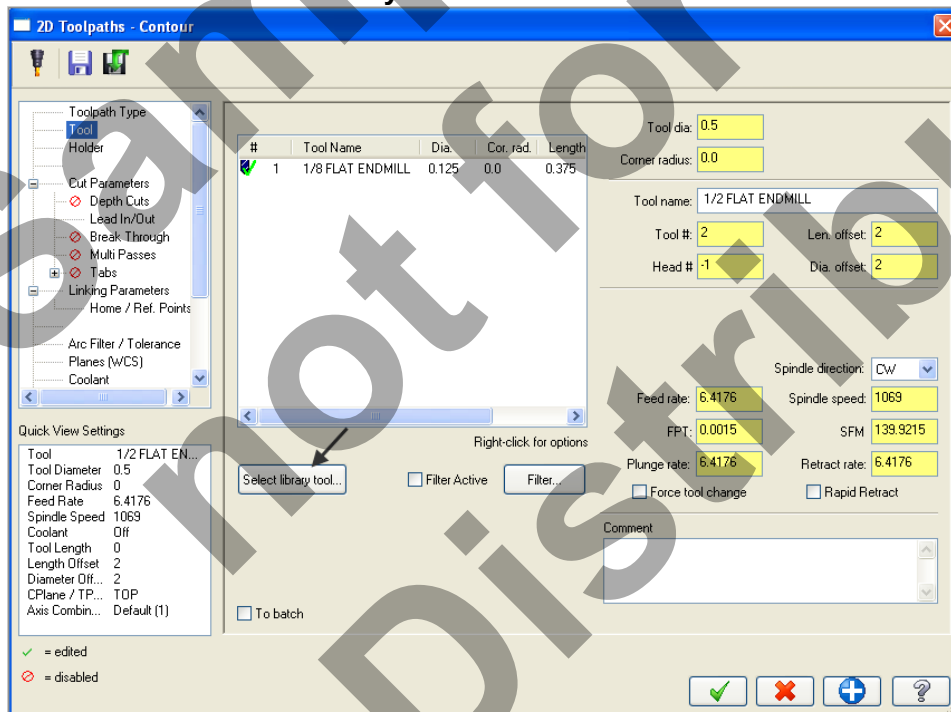 2D Toolpaths - Contour
Toolpath Type
Tool
Holder
Cut Parameters
Depth Cuts
Lead In/Out
Break Through
Multi Passes
Tabs
Linking Parameters
Home / Ref. Points
Arc Filter / Tolerance
Planes (WCS)
Coolant
Quick View Settings
Tool 1/2 FLAT EN...
Tool Diameter 0.5
Corner Radius 0
Feed Rate 6.4176
Spindle Speed 1069
Coolant Off
Tool Length 0
Length Offset 2
Diameter Off... 2
CPlane / TP... TOP
Axis Combin... Default (1)
= edited
= disabled
# Tool Name Dia. Cor. rad. Length
1 1/8 FLAT ENDMILL 0.125 0.0 0.375
Right-click for options
Select library tool... Filter Active Filter...
To batch
Tool dia: 0.5
Corner radius: 0.0
Tool name: 1/2 FLAT ENDMILL
Tool #: 2 Len. offset: 2
Head # -1 Dia. offset: 2
Spindle direction: CW
Feed rate: 6.4176 Spindle speed: 1069
FPT: 0.0015 SFM 139.9215
Plunge rate: 6.4176 Retract rate: 6.4176
Force tool change Rapid Retract
Comment
not for